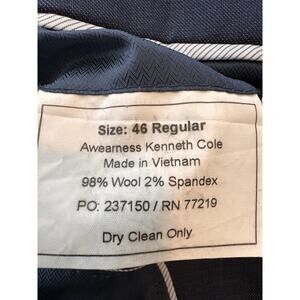 Size: 46 Regular
Awearness Kenneth Cole
Made in Vietnam
98% Wool 2% Spandex
PO: 237150 / RN 77219
Dry Clean Only